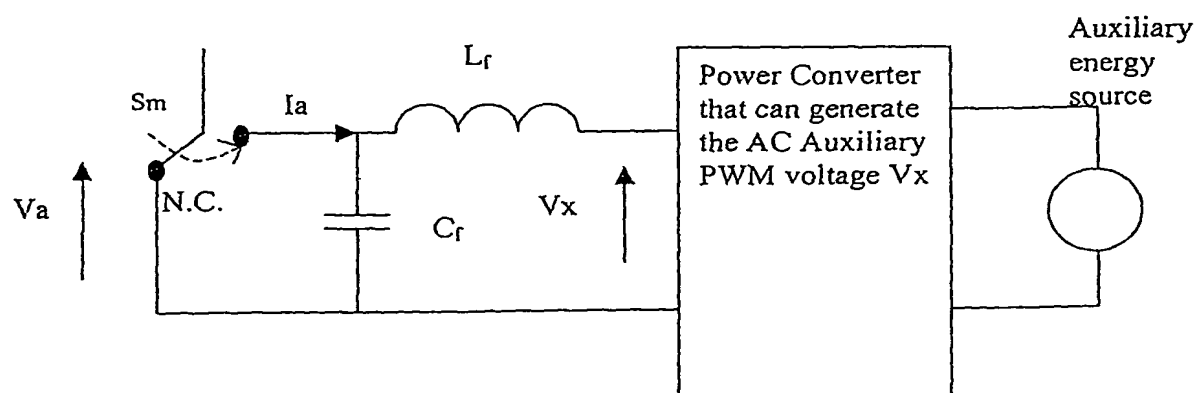 Auxiliary
energy
source
Lf
Power Converter
that can generate
the AC Auxiliary
PWM voltage Vx
Sm
Ia
N.C.
Va
Cf
Vx